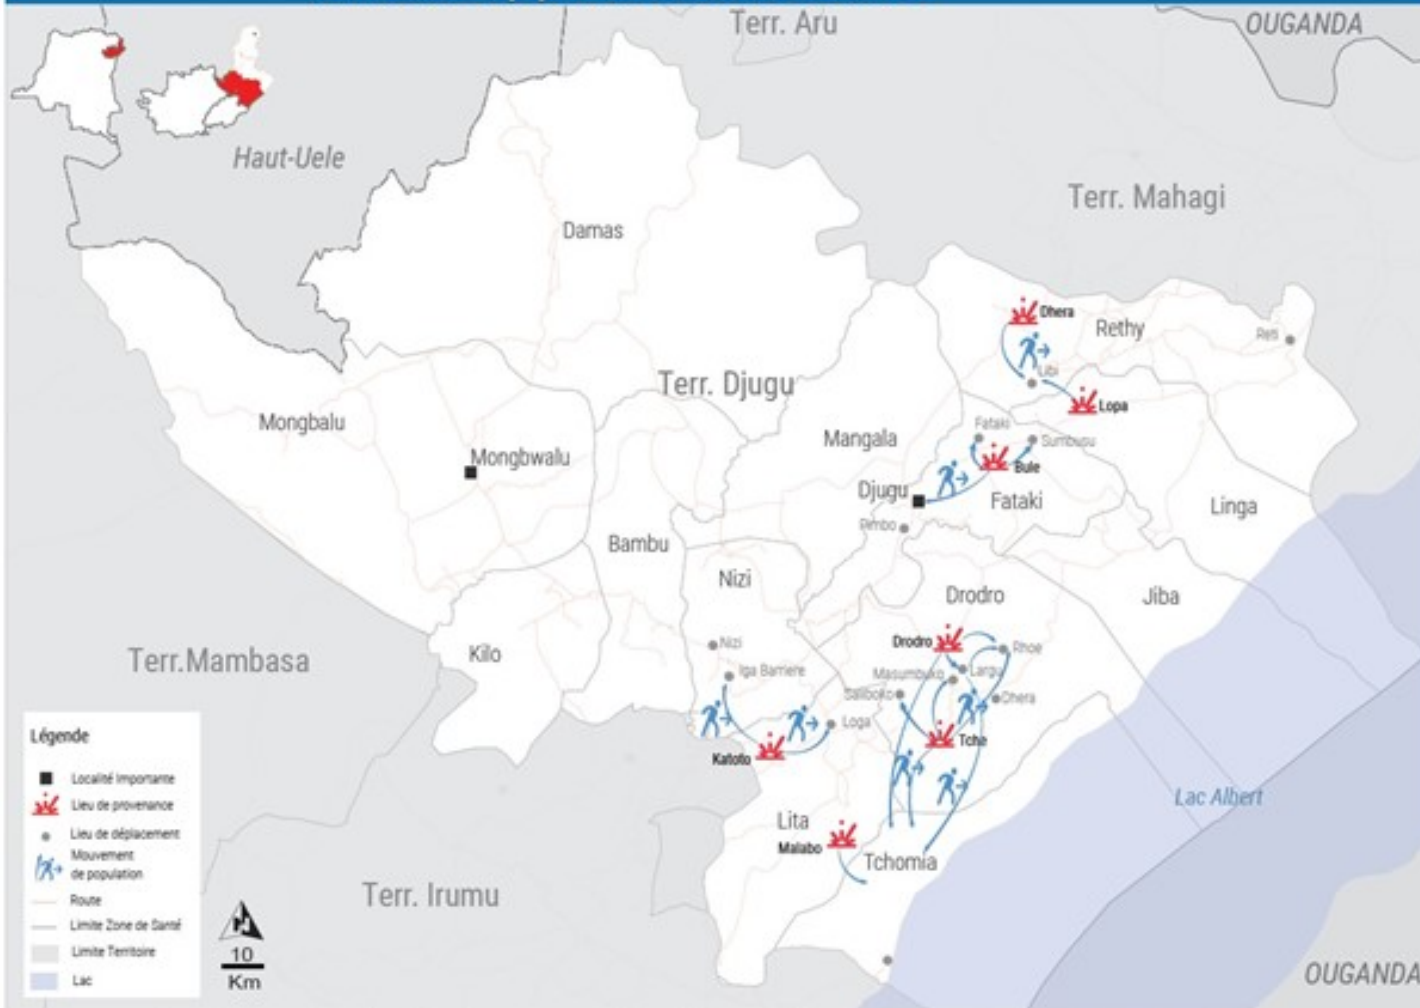 Terr. Aru
OUGANDA
Haut-Uele
Terr. Mahagi
Damas
Dhera
Rethy
Reti
Libi
Terr. Djugu
Lopa
Mongbalu
Mangala
Fataki
Sumbusu
Mongbwalu
Bule
Djugu
Fataki
Linga
Pimbo
Bambu
Nizi
Drodro
Jiba
Drodro
Nizi
Rhoe
Terr.Mambasa
Kilo
Iga Barriere
Masumbuko
Largu
Saliboko
Dhera
Loga
Tche
Katoto
Légende
Localité Importante
Lieu de provenance
Lieu de déplacement
Mouvement
de population
Route
Limite Zone de Santé
Limite Territoire
Lac
Lac Albert
Lita
Malabo
Tchomia
Terr. Irumu
N
10
Km
OUGANDA